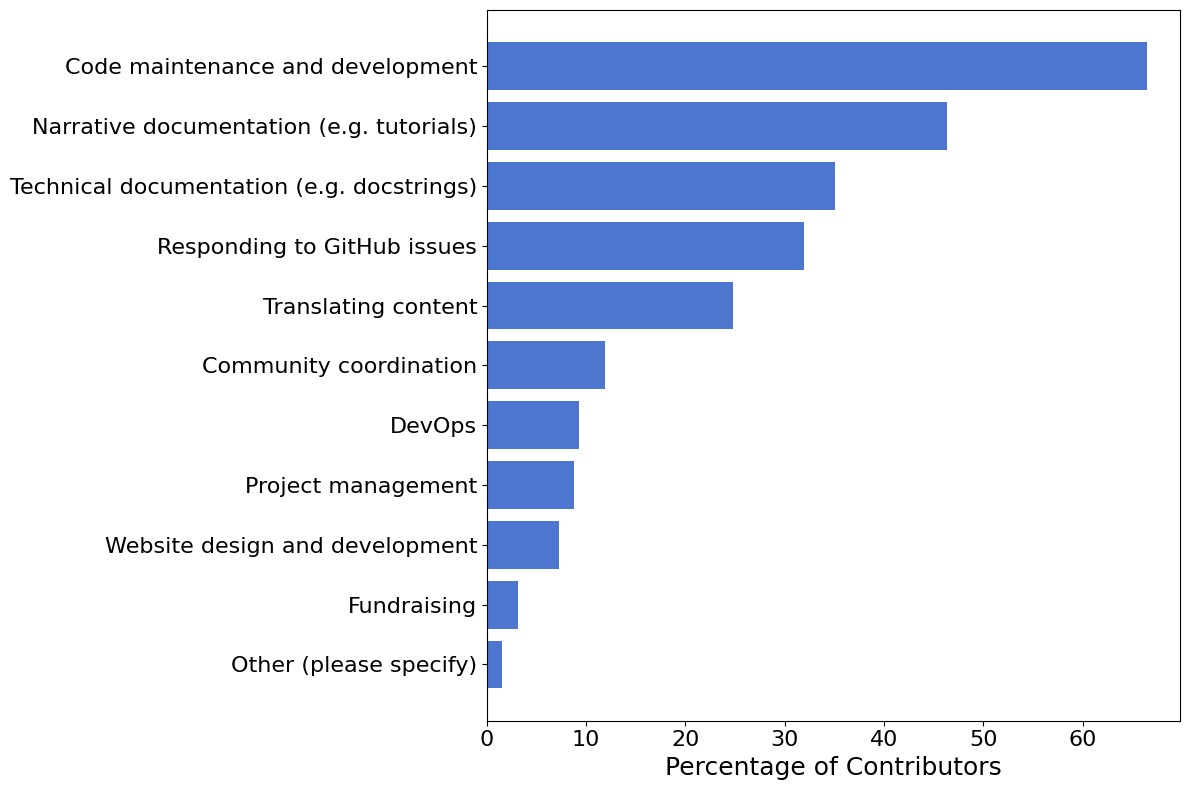 Code maintenance and development
Narrative documentation (e.g. tutorials)
Technical documentation (e.g. docstrings)
Responding to GitHub issues
Translating content
Community coordination
DevOps
Project management
Website design and development
Fundraising
Other (please specify)
0 10 20 30 40 50 60
Percentage of Contributors